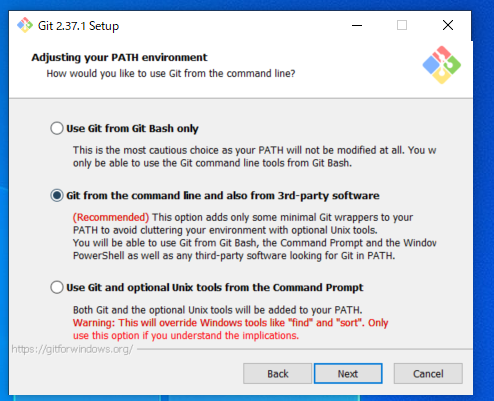 Git 2.37.1 Setup
Adjusting your PATH environment
How would you like to use Git from the command line?
Use Git from Git Bash only
This is the most cautious choice as your PATH will not be modified at all. You w
only be able to use the Git command line tools from Git Bash.
Git from the command line and also from 3rd-party software
(Recommended) This option adds only some minimal Git wrappers to your
PATH to avoid cluttering your environment with optional Unix tools.
You will be able to use Git from Git Bash, the Command Prompt and the Window
PowerShell as well as any third-party software looking for Git in PATH.
Use Git and optional Unix tools from the Command Prompt
Both Git and the optional Unix tools will be added to your PATH.
Warning: This will override Windows tools like "find" and "sort". Only
use this option if you understand the implications.
https://gitforwindows.org/
Back Next Cancel